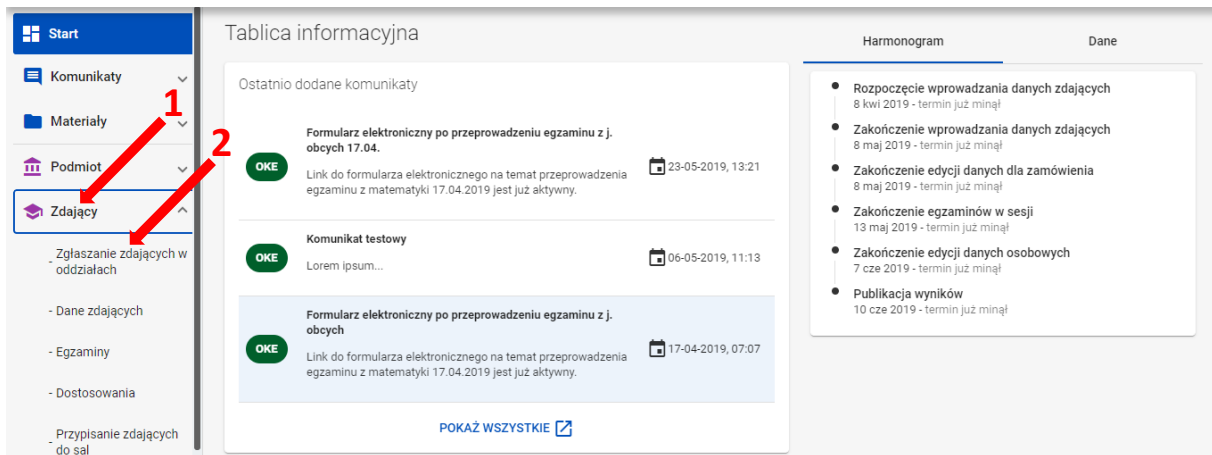 Start
Komunikaty
1
Materiały
2
Podmiot
Zdający
Zgłaszanie zdających w
oddziałach
- Dane zdających
- Egzaminy
- Dostosowania
Przypisanie zdających
do sal
Tablica informacyjna
Ostatnio dodane komunikaty
Formularz elektroniczny po przeprowadzeniu egzaminu z j.
obcych 17.04.
OKE
Link do formularza elektronicznego na temat przeprowadzenia
egzaminu z matematyki 17.04.2019 jest już aktywny.
23-05-2019, 13:21
Komunikat testowy
OKE
Lorem ipsum...
06-05-2019, 11:13
Formularz elektroniczny po przeprowadzeniu egzaminu z j.
obcych
OKE
Link do formularza elektronicznego na temat przeprowadzenia
egzaminu z matematyki 17.04.2019 jest już aktywny.
17-04-2019, 07:07
POKAŻ WSZYSTKIE
Harmonogram
Dane
Rozpoczęcie wprowadzania danych zdających
8 kwi 2019 - termin już minął
Zakończenie wprowadzania danych zdających
8 maj 2019 - termin już minął
Zakończenie edycji danych dla zamówienia
8 maj 2019 - termin już minął
Zakończenie egzaminów w sesji
13 maj 2019 - termin już minął
Zakończenie edycji danych osobowych
7 cze 2019 - termin już minął
Publikacja wyników
10 cze 2019 - termin już minął